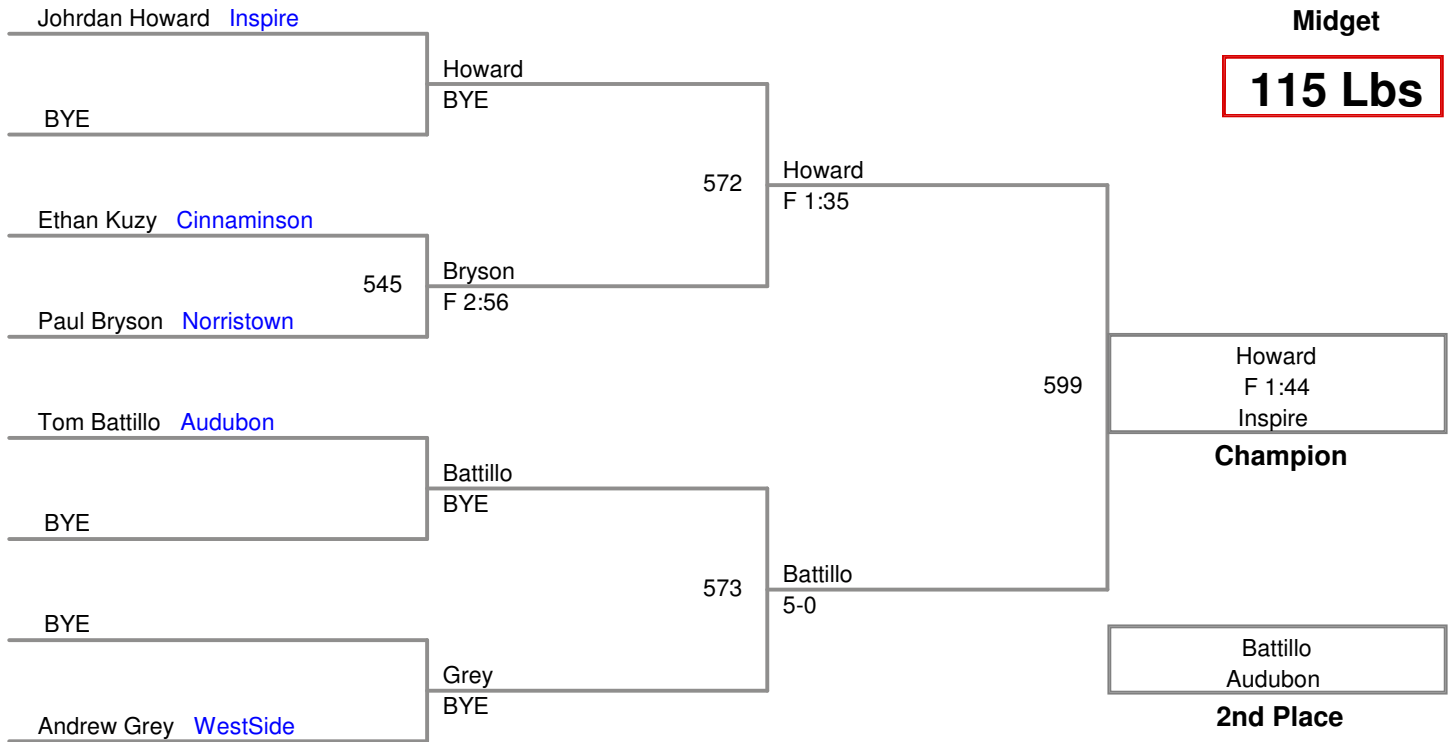 Johrdan Howard Inspire
Midget
115 Lbs
Howard
BYE
BYE
572
Howard
F 1:35
Ethan Kuzy Cinnaminson
545
Bryson
F 2:56
Paul Bryson Norristown
599
Howard
F 1:44
Inspire
Champion
Tom Battillo Audubon
Battillo
BYE
BYE
573
Battillo
5-0
BYE
Grey
BYE
Andrew Grey WestSide
Battillo
Audubon
2nd Place